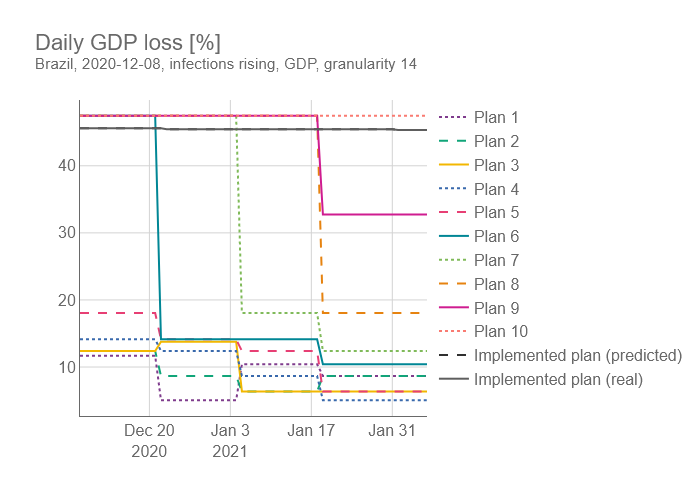 Daily GDP loss [%]
Brazil, 2020-12-08, infections rising, GDP, granularity 14
40
30
20
10
Dec 20
2020
Jan 3
2021
Jan 17
Jan 31
Plan 1
Plan 2
Plan 3
Plan 4
Plan 5
Plan 6
Plan 7
Plan 8
Plan 9
Plan 10
Implemented plan (predicted)
Implemented plan (real)